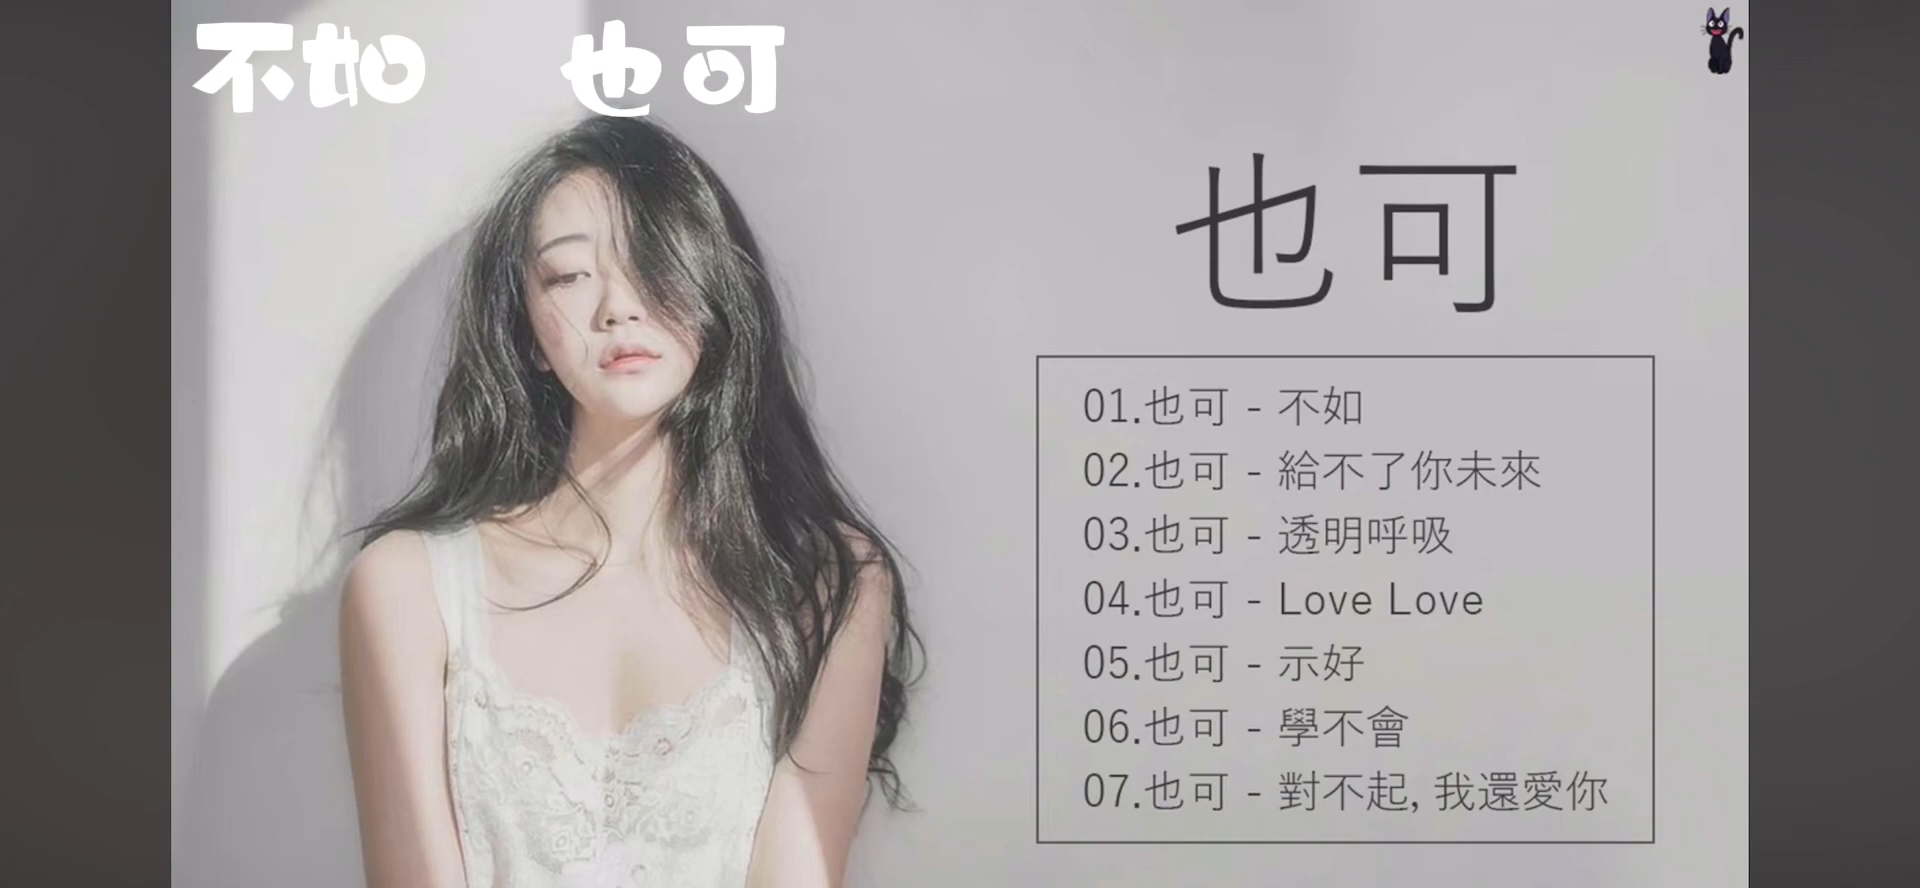 不如 也可
也可
01.也可 - 不如
02.也可 - 給不了你未來
03.也可 - 透明呼吸
04.也可 - Love Love
05.也可 - 示好
06.也可 - 學不會
07.也可 - 對不起, 我還愛你